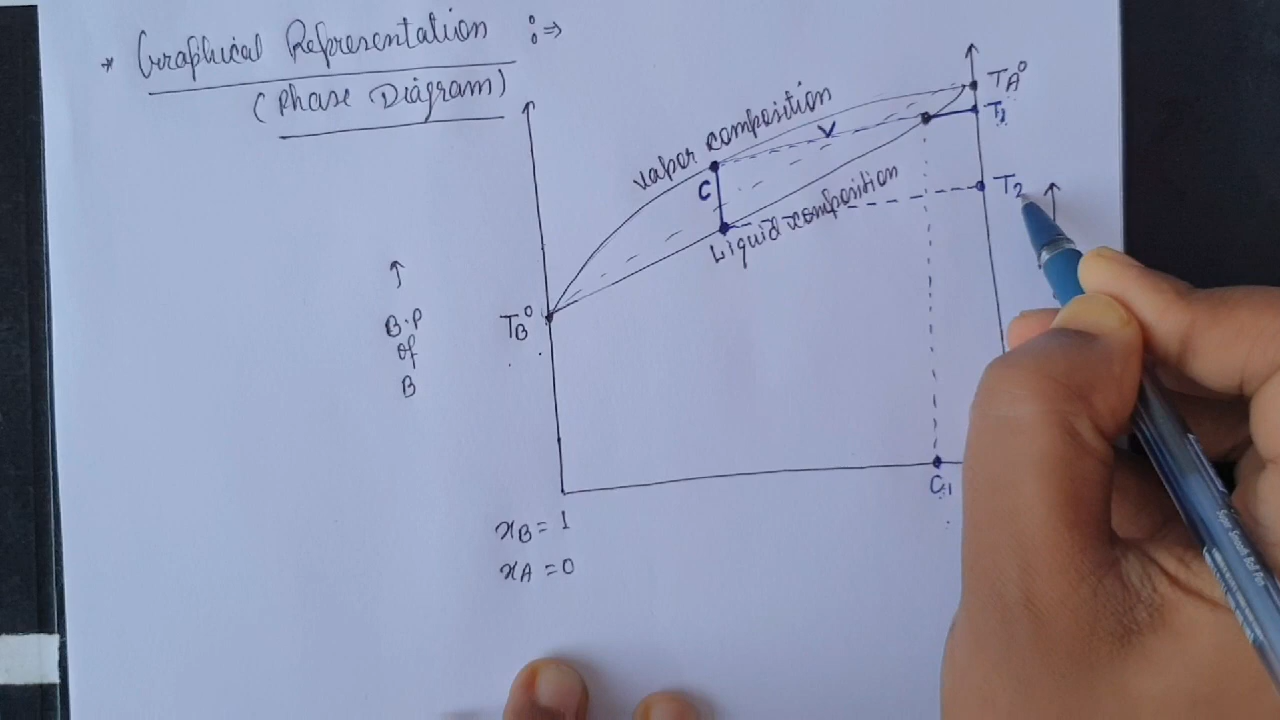 * Graphical Representation :⇒
(Phase Diagram)
vapor composition
Liquid composition
C
V
TA°
T1
T2
TB°
↑
B.P
of
B
C1
xB = 1
xA = 0